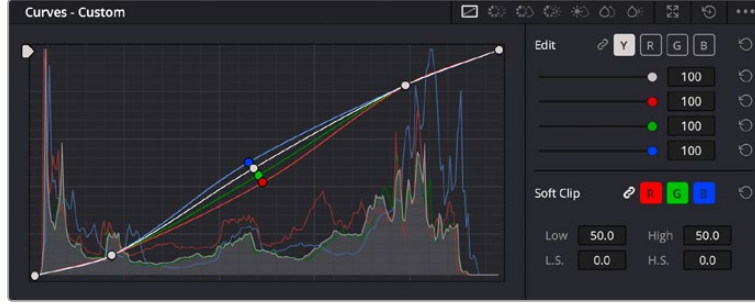 Curves - Custom
Edit Y R G B
100
100
100
100
Soft Clip R G B
Low 50.0 High 50.0
L.S. 0.0 H.S. 0.0